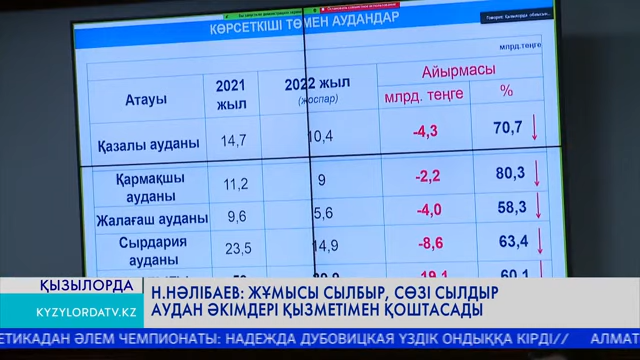 КӨРСЕТКІШІ ТӨМЕН АУДАНДАР
млрд.теңге
Атауы 2021 жыл 2022 жыл (жоспар) Айырмасы млрд. теңге %
Қазалы ауданы 14,7 10,4 -4,3 70,7
Қармақшы ауданы 11,2 9 -2,2 80,3
Жалағаш ауданы 9,6 5,6 -4,0 58,3
Сырдария ауданы 23,5 14,9 -8,6 63,4
-19,1 60,1
ҚЫЗЫЛОРДА
KYZYLORDATV.KZ
Н.НӘЛІБАЕВ: ЖҰМЫСЫ СЫЛБЫР, СӨЗІ СЫЛДЫР
АУДАН ӘКІМДЕРІ ҚЫЗМЕТІМЕН ҚОШТАСАДЫ
ЕТИКАДАН ӘЛЕМ ЧЕМПИОНАТЫ: НАДЕЖДА ДУБОВИЦКАЯ ҮЗДІК ОНДЫҚҚА КІРДІ// АЛМАТ